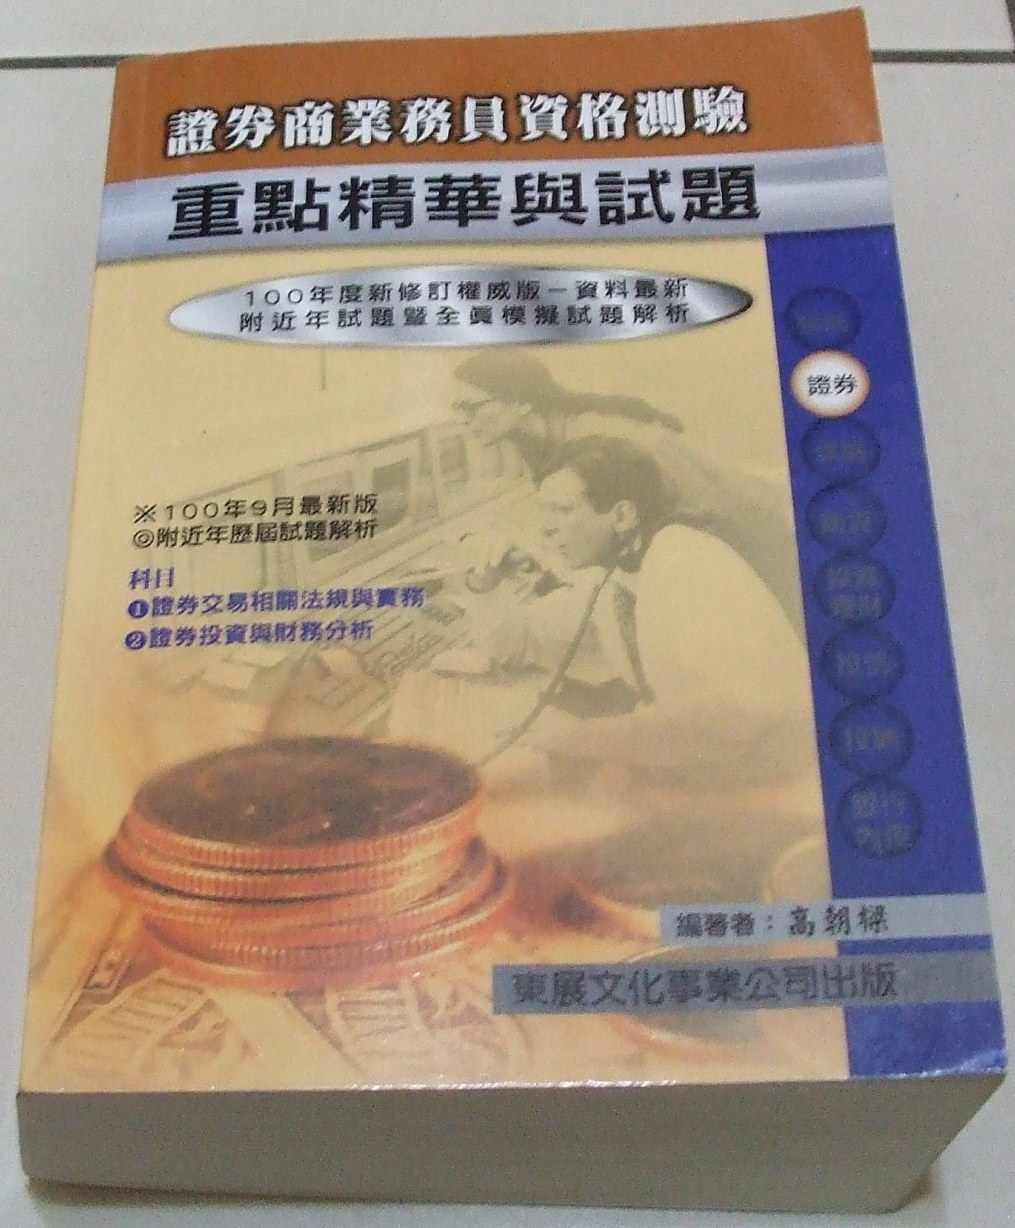 證券商業務員資格測驗
重點精華與試題
100年度新修訂權威版－資料最新
附近年試題暨全真模擬試題解析
證券
※100年9月最新版
◎附近年歷屆試題解析
科目
❶證券交易相關法規與實務
❷證券投資與財務分析
編著者：高朝樑
東展文化事業公司出版